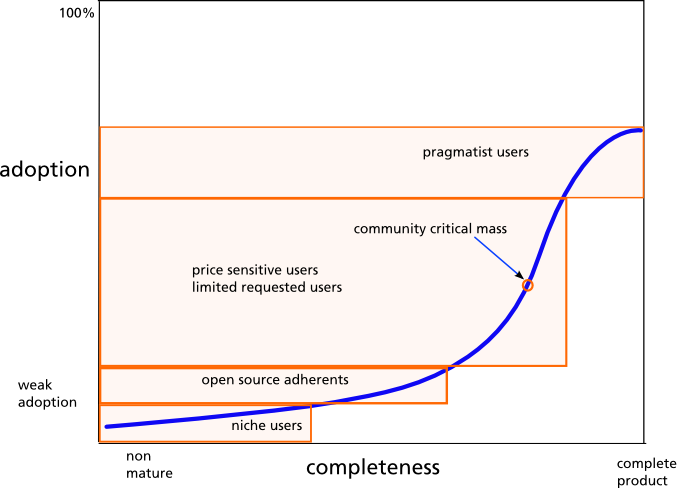 100%
pragmatist users
adoption
community critical mass
price sensitive users
limited requested users
open source adherents
weak
adoption
niche users
non
mature
completeness
complete
product